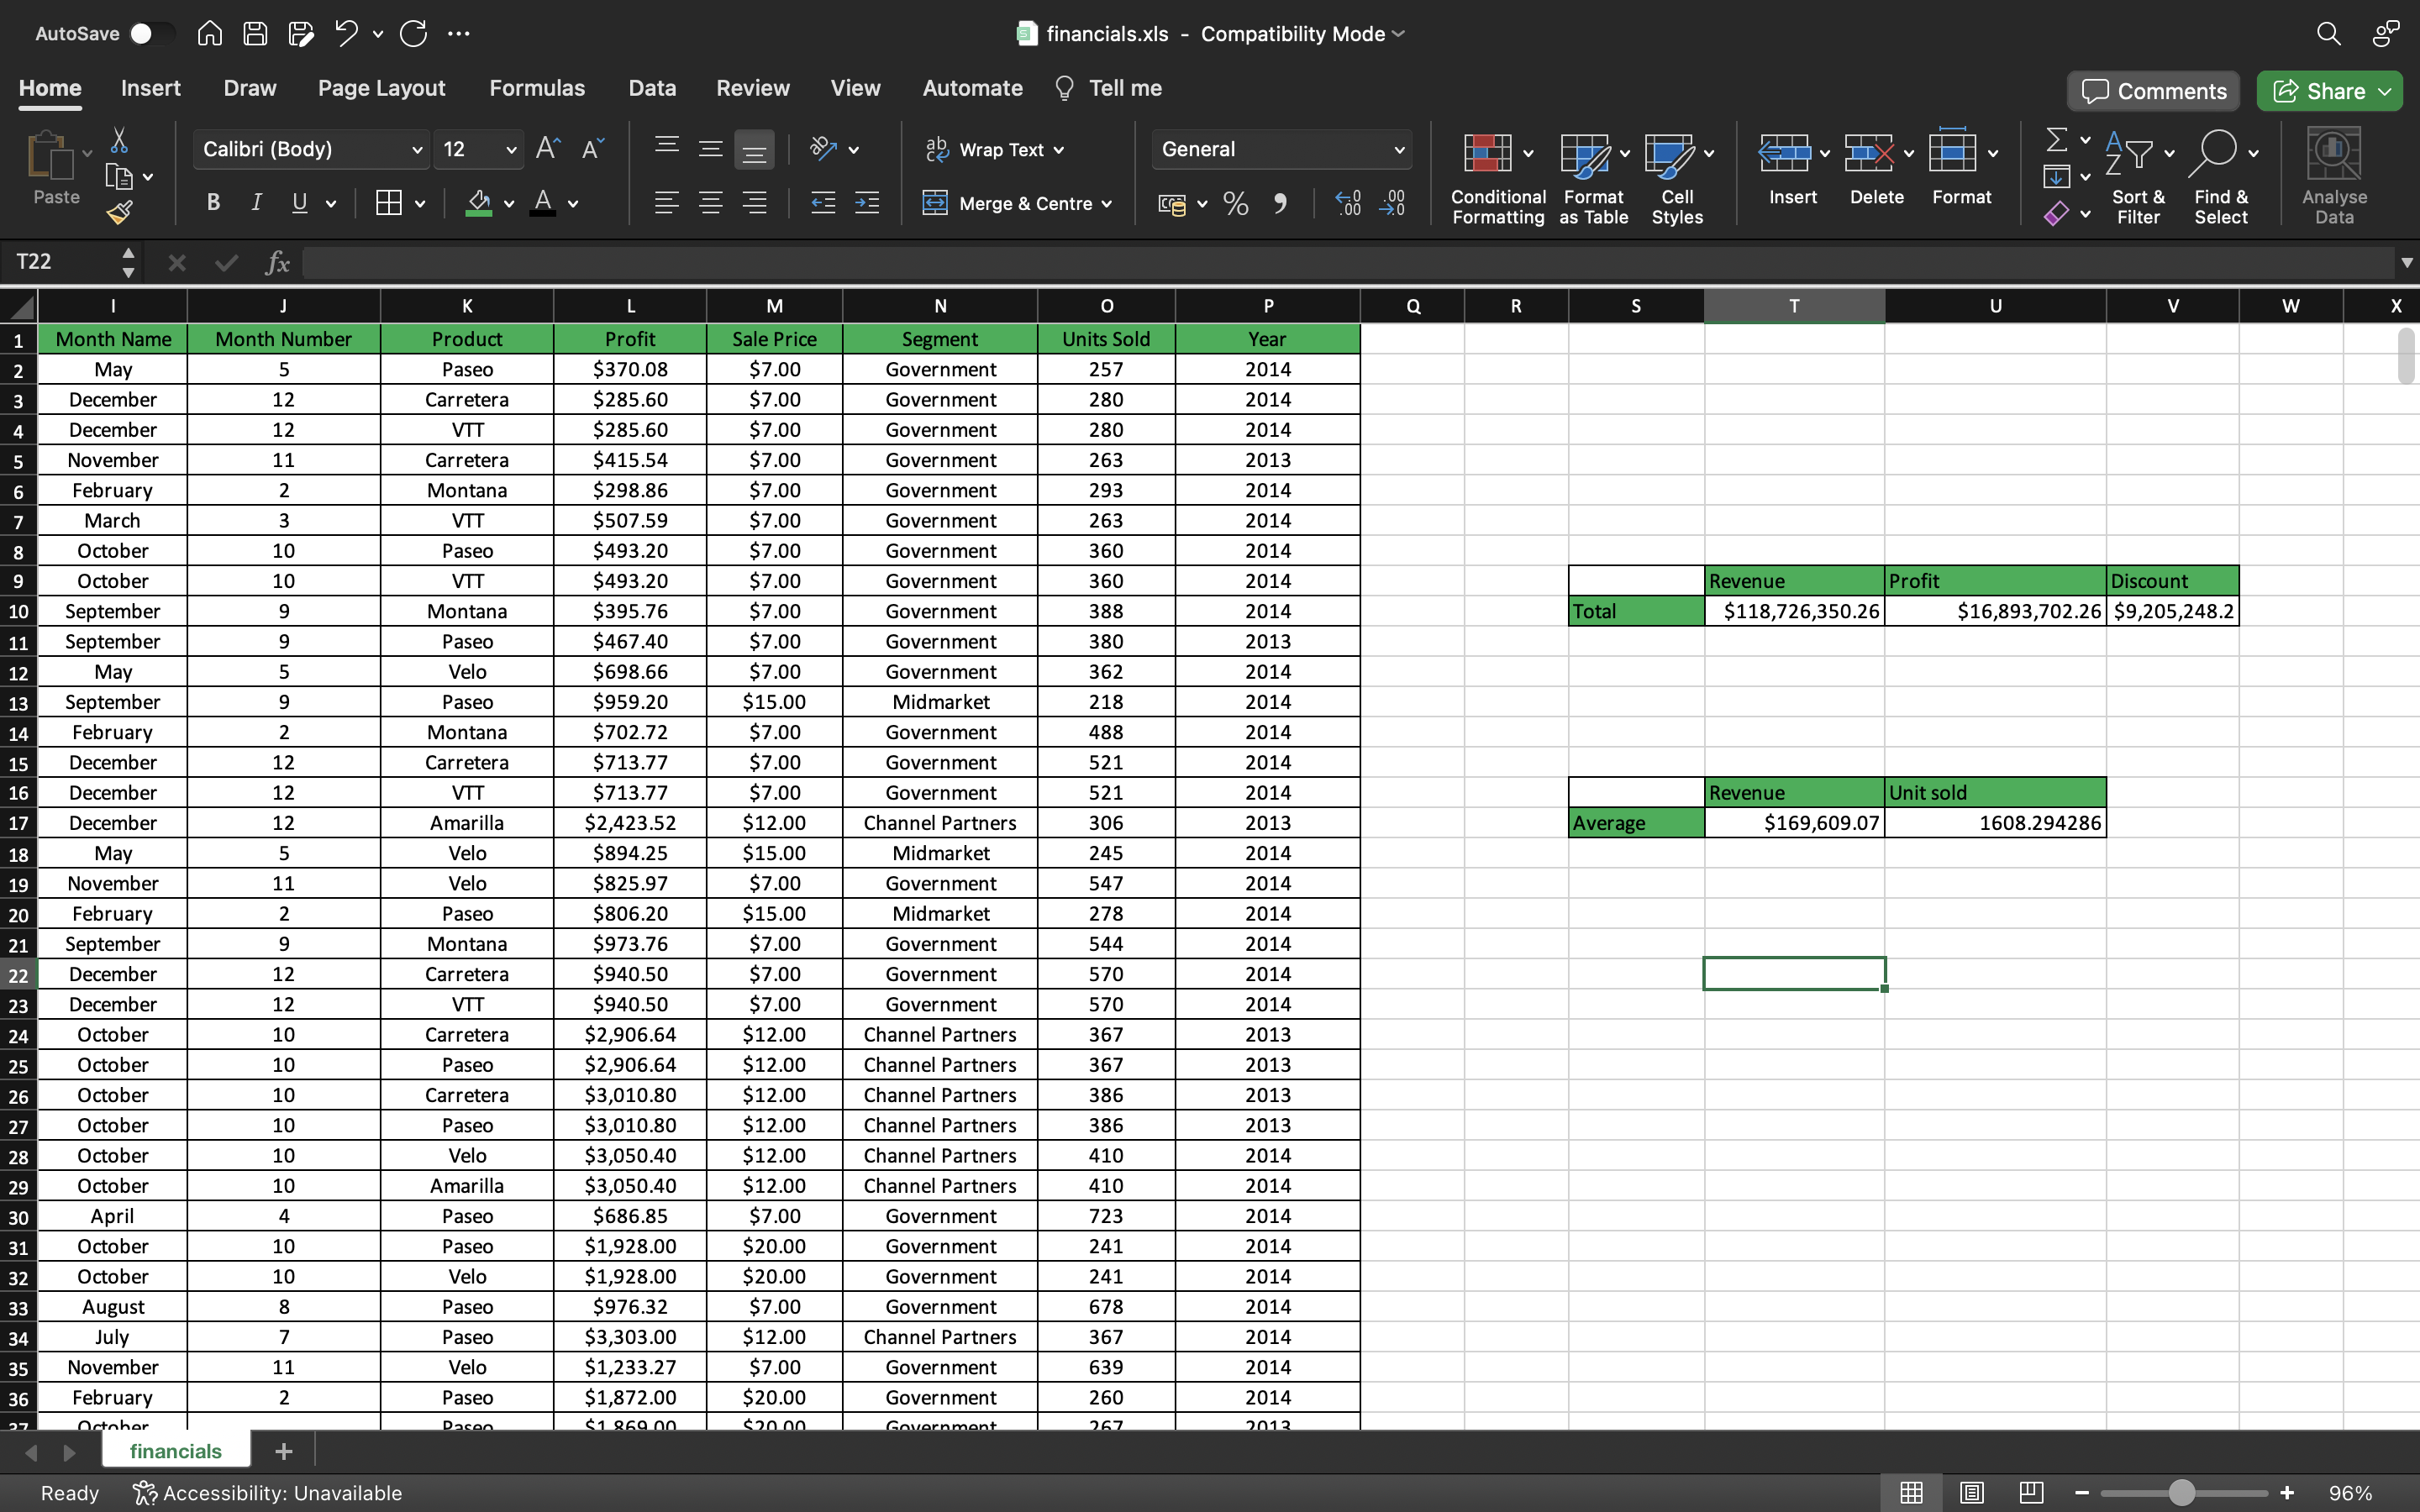 AutoSave
financials.xls - Compatibility Mode
Home Insert Draw Page Layout Formulas Data Review View Automate Tell me Comments Share
Paste
Calibri (Body) 12
B I U
Wrap Text
Merge & Centre
General
Conditional Formatting
Format as Table
Cell Styles
Insert
Delete
Format
Sort & Filter
Find & Select
Analyse Data
T22 fx
I J K L M N O P Q R S T U V W X
1 Month Name Month Number Product Profit Sale Price Segment Units Sold Year
2 May 5 Paseo $370.08 $7.00 Government 257 2014
3 December 12 Carretera $285.60 $7.00 Government 280 2014
4 December 12 VTT $285.60 $7.00 Government 280 2014
5 November 11 Carretera $415.54 $7.00 Government 263 2013
6 February 2 Montana $298.86 $7.00 Government 293 2014
7 March 3 VTT $507.59 $7.00 Government 263 2014
8 October 10 Paseo $493.20 $7.00 Government 360 2014
9 October 10 VTT $493.20 $7.00 Government 360 2014 Revenue Profit Discount
10 September 9 Montana $395.76 $7.00 Government 388 2014 Total $118,726,350.26 $16,893,702.26 $9,205,248.2
11 September 9 Paseo $467.40 $7.00 Government 380 2013
12 May 5 Velo $698.66 $7.00 Government 362 2014
13 September 9 Paseo $959.20 $15.00 Midmarket 218 2014
14 February 2 Montana $702.72 $7.00 Government 488 2014
15 December 12 Carretera $713.77 $7.00 Government 521 2014
16 December 12 VTT $713.77 $7.00 Government 521 2014 Revenue Unit sold
17 December 12 Amarilla $2,423.52 $12.00 Channel Partners 306 2013 Average $169,609.07 1608.294286
18 May 5 Velo $894.25 $15.00 Midmarket 245 2014
19 November 11 Velo $825.97 $7.00 Government 547 2014
20 February 2 Paseo $806.20 $15.00 Midmarket 278 2014
21 September 9 Montana $973.76 $7.00 Government 544 2014
22 December 12 Carretera $940.50 $7.00 Government 570 2014
23 December 12 VTT $940.50 $7.00 Government 570 2014
24 October 10 Carretera $2,906.64 $12.00 Channel Partners 367 2013
25 October 10 Paseo $2,906.64 $12.00 Channel Partners 367 2013
26 October 10 Carretera $3,010.80 $12.00 Channel Partners 386 2013
27 October 10 Paseo $3,010.80 $12.00 Channel Partners 386 2013
28 October 10 Velo $3,050.40 $12.00 Channel Partners 410 2013
29 October 10 Amarilla $3,050.40 $12.00 Channel Partners 410 2014
30 April 4 Paseo $686.85 $7.00 Government 723 2014
31 October 10 Paseo $1,928.00 $20.00 Government 241 2014
32 October 10 Velo $1,928.00 $20.00 Government 241 2014
33 August 8 Paseo $976.32 $7.00 Government 678 2014
34 July 7 Paseo $3,303.00 $12.00 Channel Partners 367 2014
35 November 11 Velo $1,233.27 $7.00 Government 639 2014
36 February 2 Paseo $1,872.00 $20.00 Government 260 2014
37 October Paseo $1,869.00 $20.00 Government 267 2013
financials
Ready Accessibility: Unavailable 96%